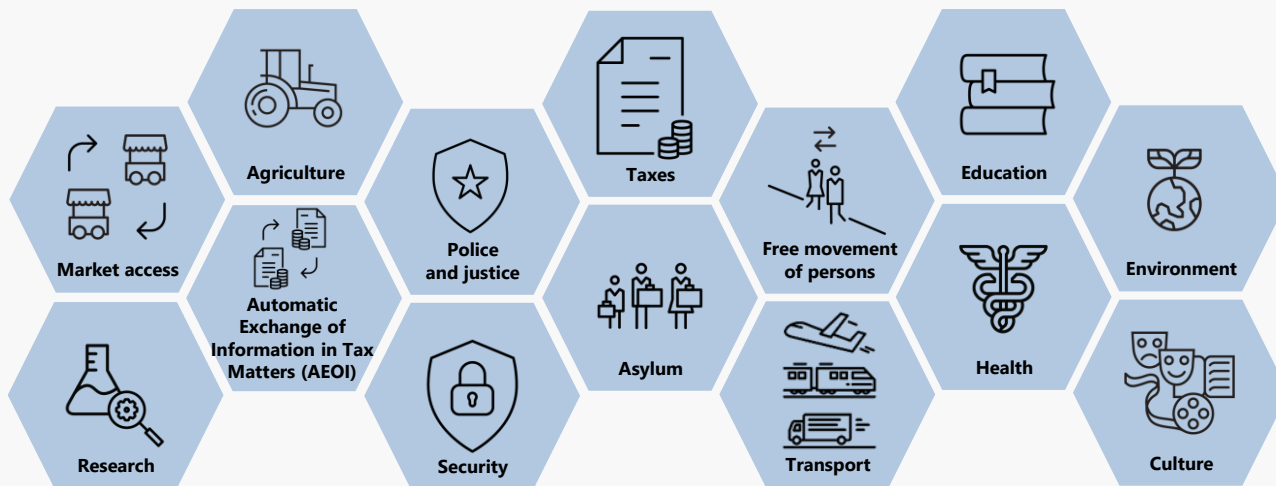 Agriculture
Taxes
Education
Market access
Police
and justice
Free movement
of persons
Environment
Automatic
Exchange of
Information in Tax
Matters (AEOI)
Asylum
Health
Research
Security
Transport
Culture